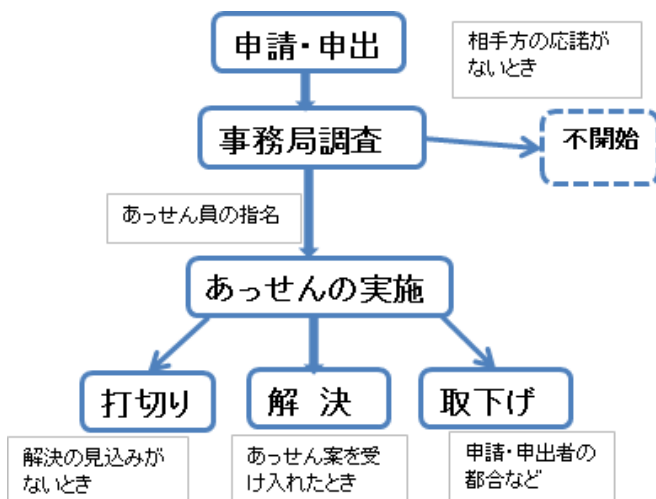 申請・申出
相手方の応諾が
ないとき
事務局調査
不開始
あっせん員の指名
あっせんの実施
打切り
解 決
取下げ
解決の見込みが
ないとき
あっせん案を受
け入れたとき
申請・申出者の
都合など